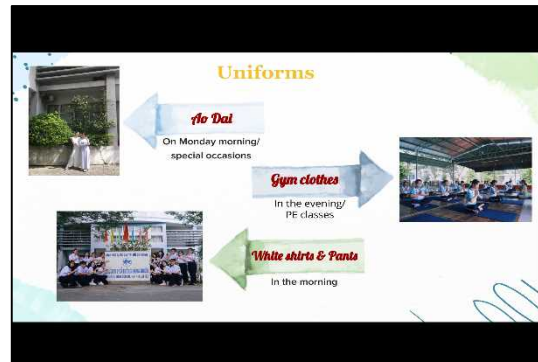 Uniforms
Ao Dai
On Monday morning/
special occasions
Gym clothes
In the evening/
PE classes
White shirts & Pants
In the morning